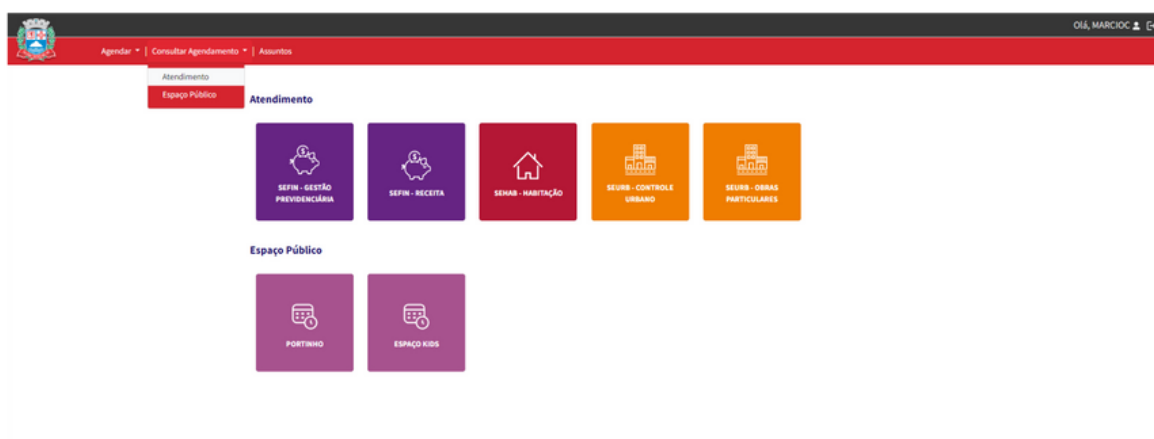 Olá, MARCIOC
Agendar | Consultar Agendamento | Assuntos
Atendimento
Espaço Público
Atendimento
SEFIN - GESTÃO
PREVIDENCIÁRIA
SEFIN - RECEITA
SEHAB - HABITAÇÃO
SEURB - CONTROLE
URBANO
SEURB - OBRAS
PARTICULARES
Espaço Público
PORTINHO
ESPAÇO KIDS